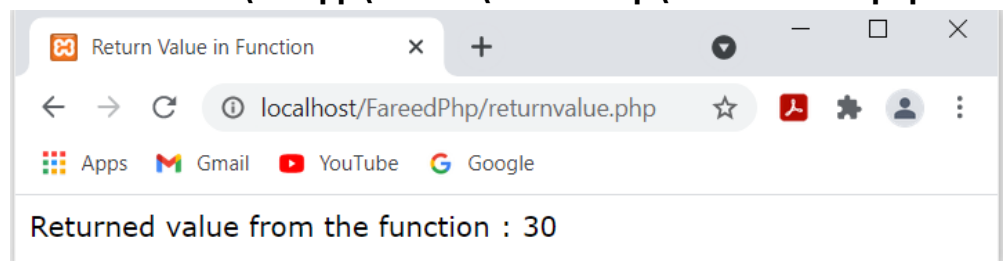 Return Value in Function
localhost/FareedPhp/returnvalue.php
Apps Gmail YouTube Google
Returned value from the function : 30